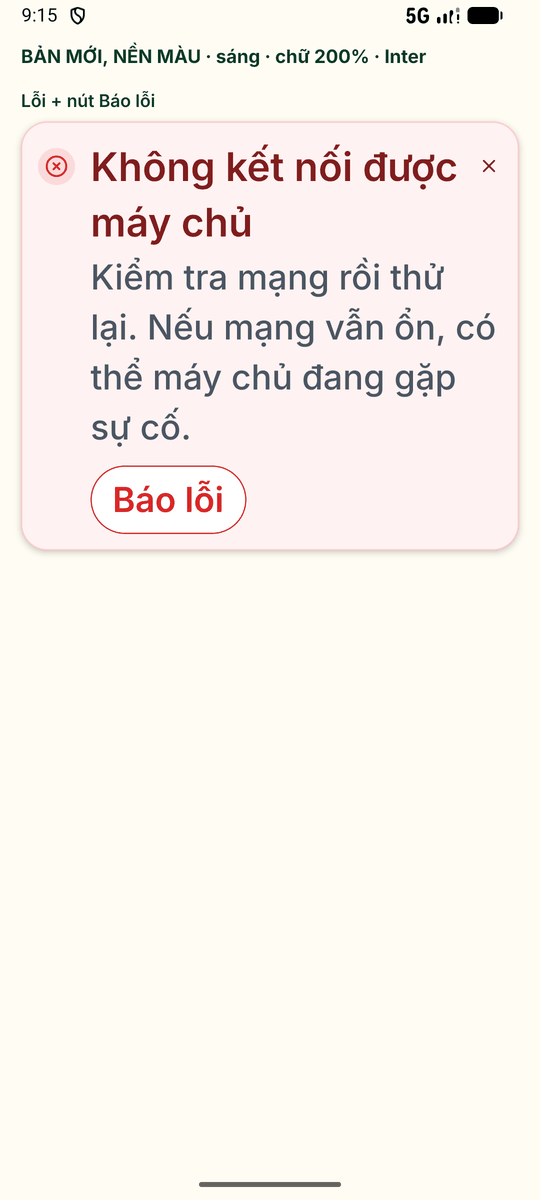 9:15
5G
BẢN MỚI, NỀN MÀU · sáng · chữ 200% · Inter
Lỗi + nút Báo lỗi
Không kết nối được
máy chủ
Kiểm tra mạng rồi thử
lại. Nếu mạng vẫn ổn, có
thể máy chủ đang gặp
sự cố.
Báo lỗi